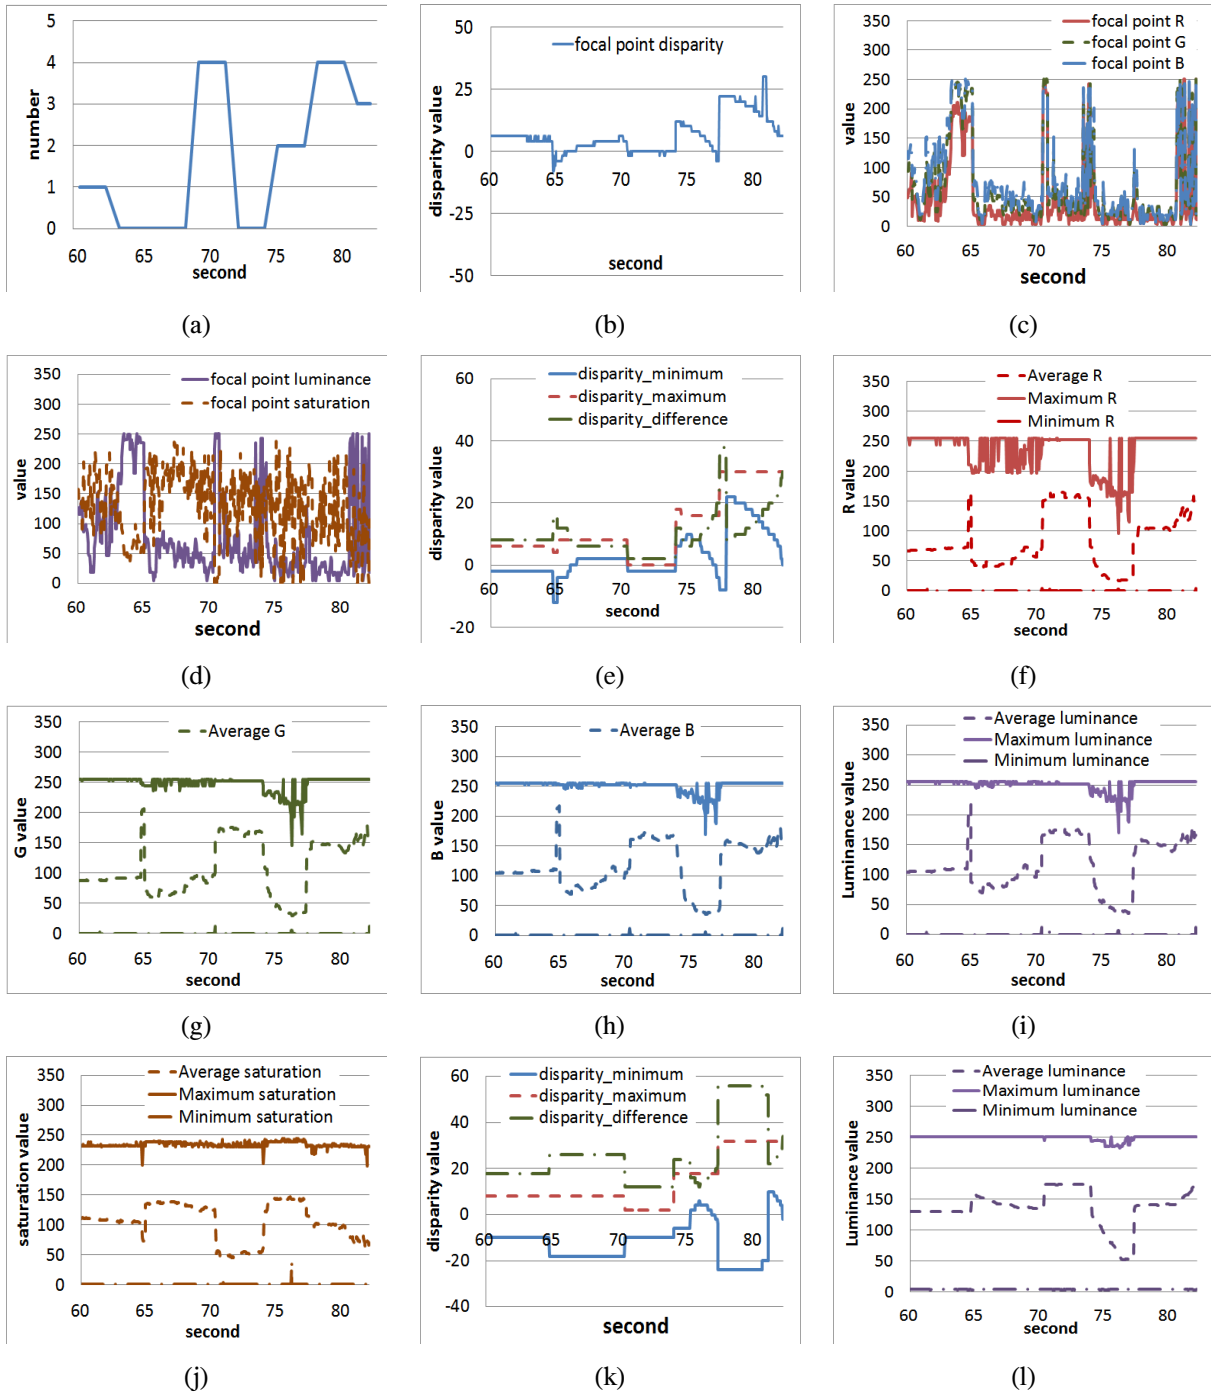 5
4
3
2
1
0
number
60 65 70 75 80
second
(a)
focal point disparity
50
25
0
-25
-50
disparity value
60 65 70 75 80
second
(b)
focal point R
focal point G
focal point B
350
300
250
200
150
100
50
0
value
60 65 70 75 80
second
(c)
focal point luminance
focal point saturation
350
300
250
200
150
100
50
0
value
60 65 70 75 80
second
(d)
disparity_minimum
disparity_maximum
disparity_difference
60
40
20
0
-20
disparity value
60 65 70 75 80
second
(e)
Average R
Maximum R
Minimum R
350
300
250
200
150
100
50
0
R value
60 65 70 75 80
second
(f)
Average G
350
300
250
200
150
100
50
0
G value
60 65 70 75 80
second
(g)
Average B
350
300
250
200
150
100
50
0
B value
60 65 70 75 80
second
(h)
Average luminance
Maximum luminance
Minimum luminance
350
300
250
200
150
100
50
0
Luminance value
60 65 70 75 80
second
(i)
Average saturation
Maximum saturation
Minimum saturation
350
300
250
200
150
100
50
0
saturation value
60 65 70 75 80
second
(j)
disparity_minimum
disparity_maximum
disparity_difference
60
40
20
0
-20
-40
disparity value
60 65 70 75 80
second
(k)
Average luminance
Maximum luminance
Minimum luminance
350
300
250
200
150
100
50
0
Luminance value
60 65 70 75 80
second
(l)